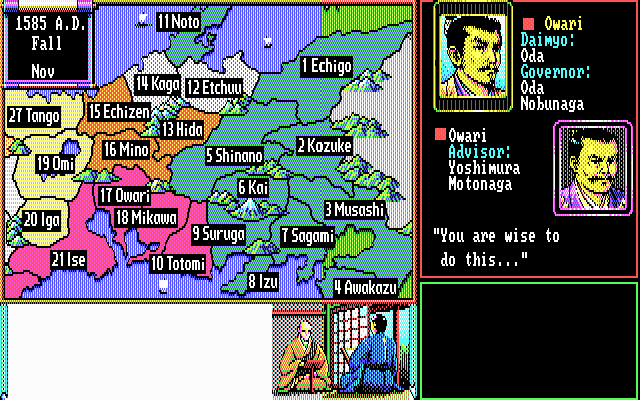 1585 A.D.
Fall
Nov
11 Noto
1 Echigo
14 Kaga
12 Etchuu
27 Tango
15 Echizen
13 Hida
2 Kozuke
16 Mino
5 Shinano
19 Omi
6 Kai
17 Owari
3 Musashi
20 Iga
18 Mikawa
9 Suruga
7 Sagami
21 Ise
10 Totomi
8 Izu
4 Awakazu
Owari
Daimyo:
Oda
Governor:
Oda
Nobunaga
Owari
Advisor:
Yoshimura
Motonaga
"You are wise to
do this..."